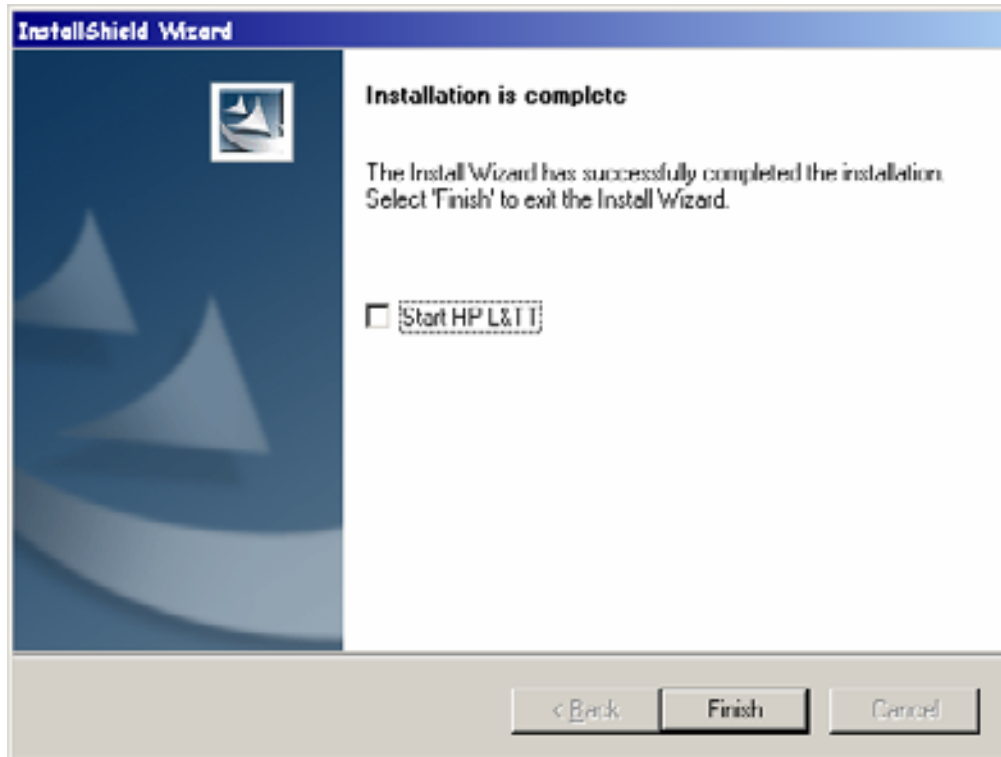 InstallShield Wizard
Installation is complete
The Install Wizard has successfully completed the installation.
Select 'Finish' to exit the Install Wizard.
Start HP L&TT
< Back
Finish
Cancel